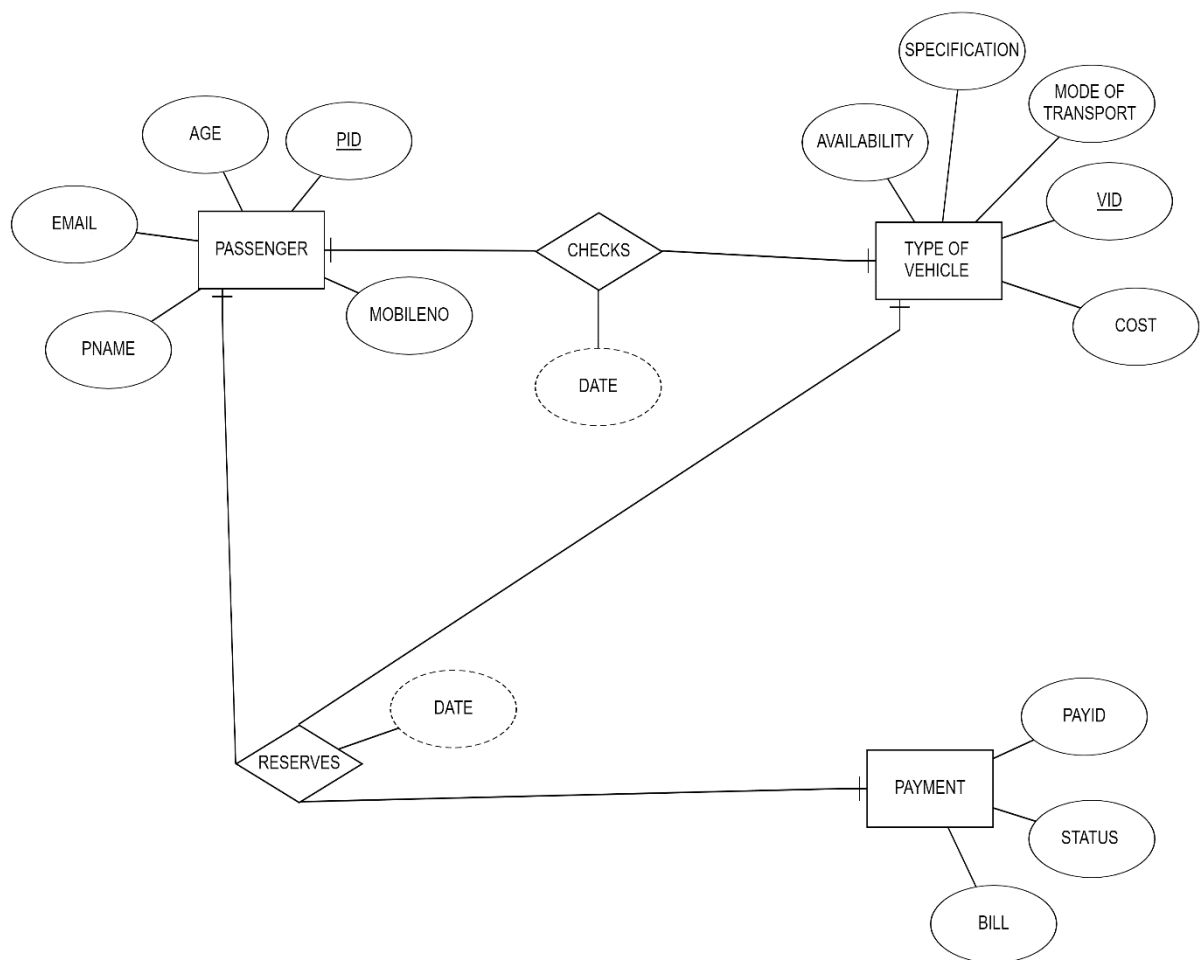 SPECIFICATION
MODE OF
TRANSPORT
AGE
PID
AVAILABILITY
VID
EMAIL
PASSENGER
CHECKS
TYPE OF
VEHICLE
MOBILENO
COST
PNAME
DATE
DATE
PAYID
RESERVES
PAYMENT
STATUS
BILL